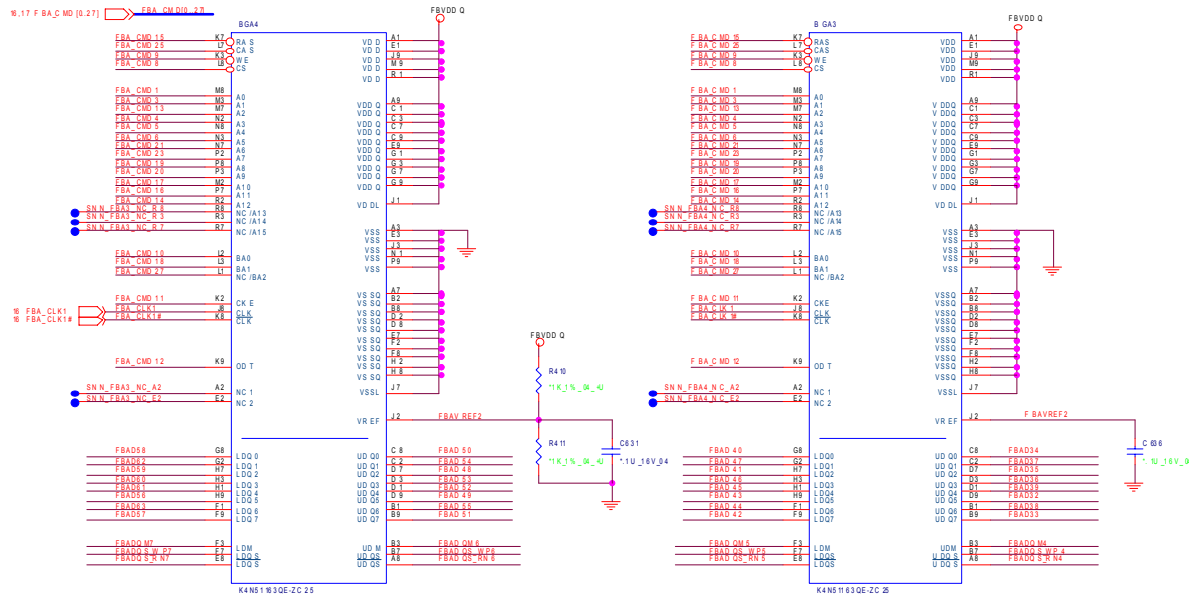 16,17 FBA_CMD[0..27]
FBA_CMD[0..27]
FBVDDQ
BGA4
FBA_CMD15 K7 RAS
FBA_CMD25 L7 CAS
FBA_CMD9 K3 WE
FBA_CMD8 L8 CS
FBA_CMD1 M8 A0
FBA_CMD3 M3 A1
FBA_CMD13 M7 A2
FBA_CMD4 N2 A3
FBA_CMD5 N8 A4
FBA_CMD6 N3 A5
FBA_CMD21 N7 A6
FBA_CMD23 P2 A7
FBA_CMD19 P8 A8
FBA_CMD20 P3 A9
FBA_CMD17 M2 A10
FBA_CMD16 P7 A11
FBA_CMD14 R2 A12
SNN_FBA3_NC_R8 R8 NC/A13
SNN_FBA3_NC_R3 R3 NC/A14
SNN_FBA3_NC_R7 R7 NC/A15
FBA_CMD10 L2 BA0
FBA_CMD18 L3 BA1
FBA_CMD27 L1 NC/BA2
FBA_CMD11 K2 CKE
16 FBA_CLK1 FBA_CLK1 J8 CLK
16 FBA_CLK1# FBA_CLK1# K8 CLK
FBA_CMD12 K9 ODT
SNN_FBA3_NC_A2 A2 NC1
SNN_FBA3_NC_E2 E2 NC2
FBAD58 G8 LDQ0
FBAD62 G2 LDQ1
FBAD59 H7 LDQ2
FBAD60 H3 LDQ3
FBAD61 H1 LDQ4
FBAD56 H9 LDQ5
FBAD63 F1 LDQ6
FBAD57 F9 LDQ7
FBADQM7 F3 LDM
FBADQS_WP7 F7 LDQS
FBADQS_RN7 E8 LDQS
VDD A1
VDD E1
VDD J9
VDD M9
VDD R1
VDDQ A9
VDDQ C1
VDDQ C3
VDDQ C7
VDDQ C9
VDDQ E9
VDDQ G1
VDDQ G3
VDDQ G7
VDDQ G9
VDDL J1
VSS A3
VSS E3
VSS J3
VSS N1
VSS P9
VSSQ A7
VSSQ B2
VSSQ B8
VSSQ D2
VSSQ D8
VSSQ E7
VSSQ F2
VSSQ F8
VSSQ H2
VSSQ H8
VSSL J7
VREF J2 FBAVREF2
UDQ0 C8 FBAD50
UDQ1 C2 FBAD54
UDQ2 D7 FBAD48
UDQ3 D3 FBAD53
UDQ4 D1 FBAD52
UDQ5 D9 FBAD49
UDQ6 B1 FBAD55
UDQ7 B9 FBAD51
UDM B3 FBADQM6
UDQS B7 FBADQS_WP6
UDQS A8 FBADQS_RN6
K4N51163QE-ZC25
FBVDDQ
R410
*1K_1%_04_4U
R411
*1K_1%_04_4U
C631
*.1U_16V_04
FBVDDQ
BGA3
FBA_CMD15 K7 RAS
FBA_CMD25 L7 CAS
FBA_CMD9 K3 WE
FBA_CMD8 L8 CS
FBA_CMD1 M8 A0
FBA_CMD3 M3 A1
FBA_CMD13 M7 A2
FBA_CMD4 N2 A3
FBA_CMD5 N8 A4
FBA_CMD6 N3 A5
FBA_CMD21 N7 A6
FBA_CMD23 P2 A7
FBA_CMD19 P8 A8
FBA_CMD20 P3 A9
FBA_CMD17 M2 A10
FBA_CMD16 P7 A11
FBA_CMD14 R2 A12
SNN_FBA4_NC_R8 R8 NC/A13
SNN_FBA4_NC_R3 R3 NC/A14
SNN_FBA4_NC_R7 R7 NC/A15
FBA_CMD10 L2 BA0
FBA_CMD18 L3 BA1
FBA_CMD27 L1 NC/BA2
FBA_CMD11 K2 CKE
FBA_CLK1 J8 CLK
FBA_CLK1# K8 CLK
FBA_CMD12 K9 ODT
SNN_FBA4_NC_A2 A2 NC1
SNN_FBA4_NC_E2 E2 NC2
FBAD40 G8 LDQ0
FBAD47 G2 LDQ1
FBAD41 H7 LDQ2
FBAD46 H3 LDQ3
FBAD45 H1 LDQ4
FBAD43 H9 LDQ5
FBAD44 F1 LDQ6
FBAD42 F9 LDQ7
FBADQM5 F3 LDM
FBADQS_WP5 F7 LDQS
FBADQS_RN5 E8 LDQS
VDD A1
VDD E1
VDD J9
VDD M9
VDD R1
VDDQ A9
VDDQ C1
VDDQ C3
VDDQ C7
VDDQ C9
VDDQ E9
VDDQ G1
VDDQ G3
VDDQ G7
VDDQ G9
VDDL J1
VSS A3
VSS E3
VSS J3
VSS N1
VSS P9
VSSQ A7
VSSQ B2
VSSQ B8
VSSQ D2
VSSQ D8
VSSQ E7
VSSQ F2
VSSQ F8
VSSQ H2
VSSQ H8
VSSL J7
VREF J2 FBAVREF2
UDQ0 C8 FBAD34
UDQ1 C2 FBAD37
UDQ2 D7 FBAD35
UDQ3 D3 FBAD36
UDQ4 D1 FBAD39
UDQ5 D9 FBAD32
UDQ6 B1 FBAD38
UDQ7 B9 FBAD33
UDM B3 FBADQM4
UDQS B7 FBADQS_WP4
UDQS A8 FBADQS_RN4
K4N51163QE-ZC25
C636